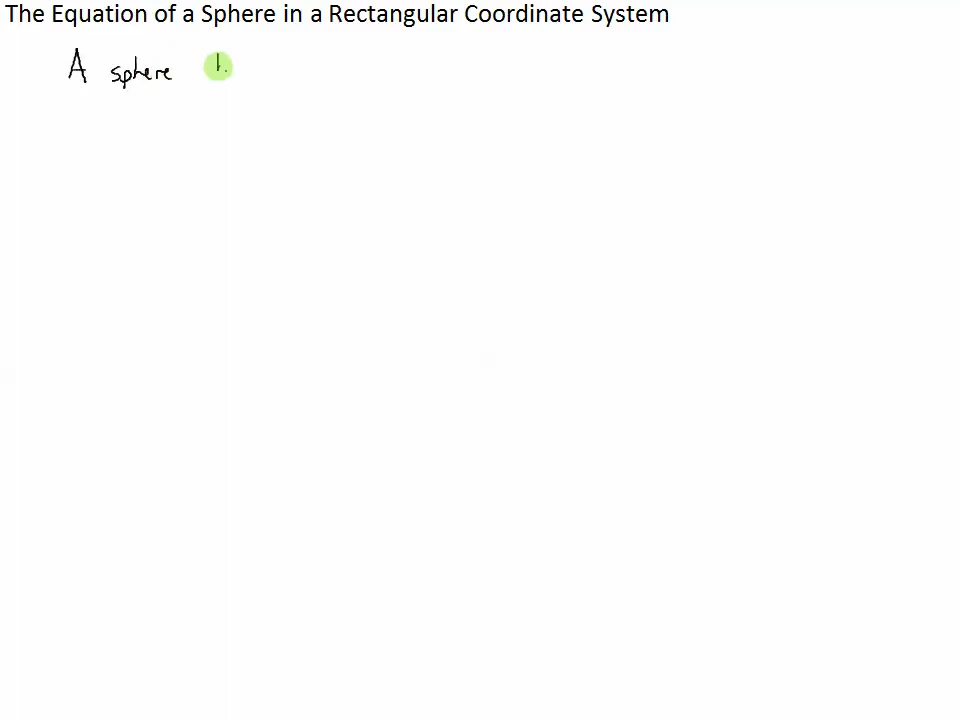 The Equation of a Sphere in a Rectangular Coordinate System
A sphere